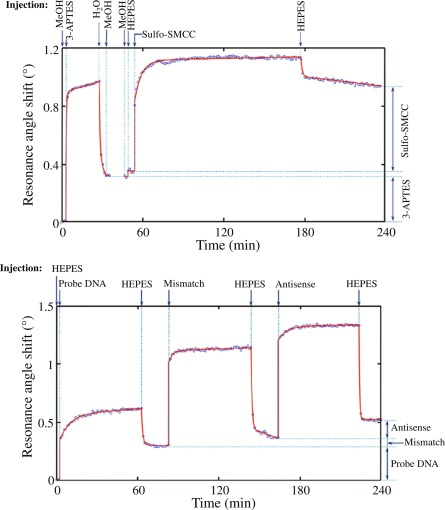 Injection:
MeOH
3-APTES
H₂O
MeOH
MeOH
HEPES
Sulfo-SMCC
HEPES
1.2
0.8
0.4
0
Resonance angle shift (°)
Sulfo-SMCC
3-APTES
0 60 120 180 240
Time (min)
Injection:
HEPES
Probe DNA HEPES Mismatch HEPES Antisense HEPES
1.5
1
0.5
0
Resonance angle shift (°)
Antisense
Mismatch
Probe DNA
0 60 120 180 240
Time (min)